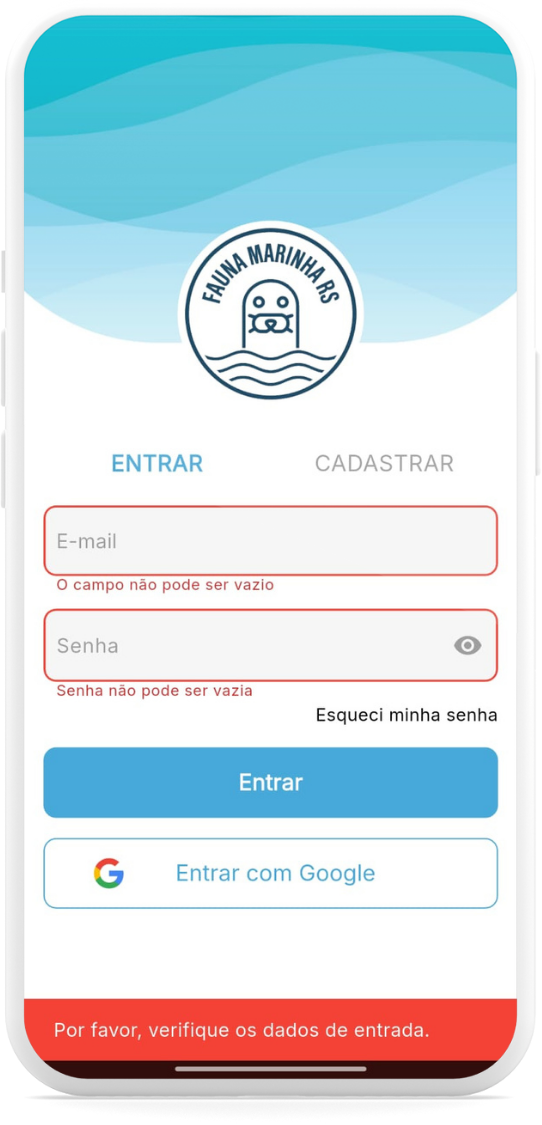 FAUNA MARINHA RS
ENTRAR
CADASTRAR
E-mail
O campo não pode ser vazio
Senha
Senha não pode ser vazia
Esqueci minha senha
Entrar
Entrar com Google
Por favor, verifique os dados de entrada.